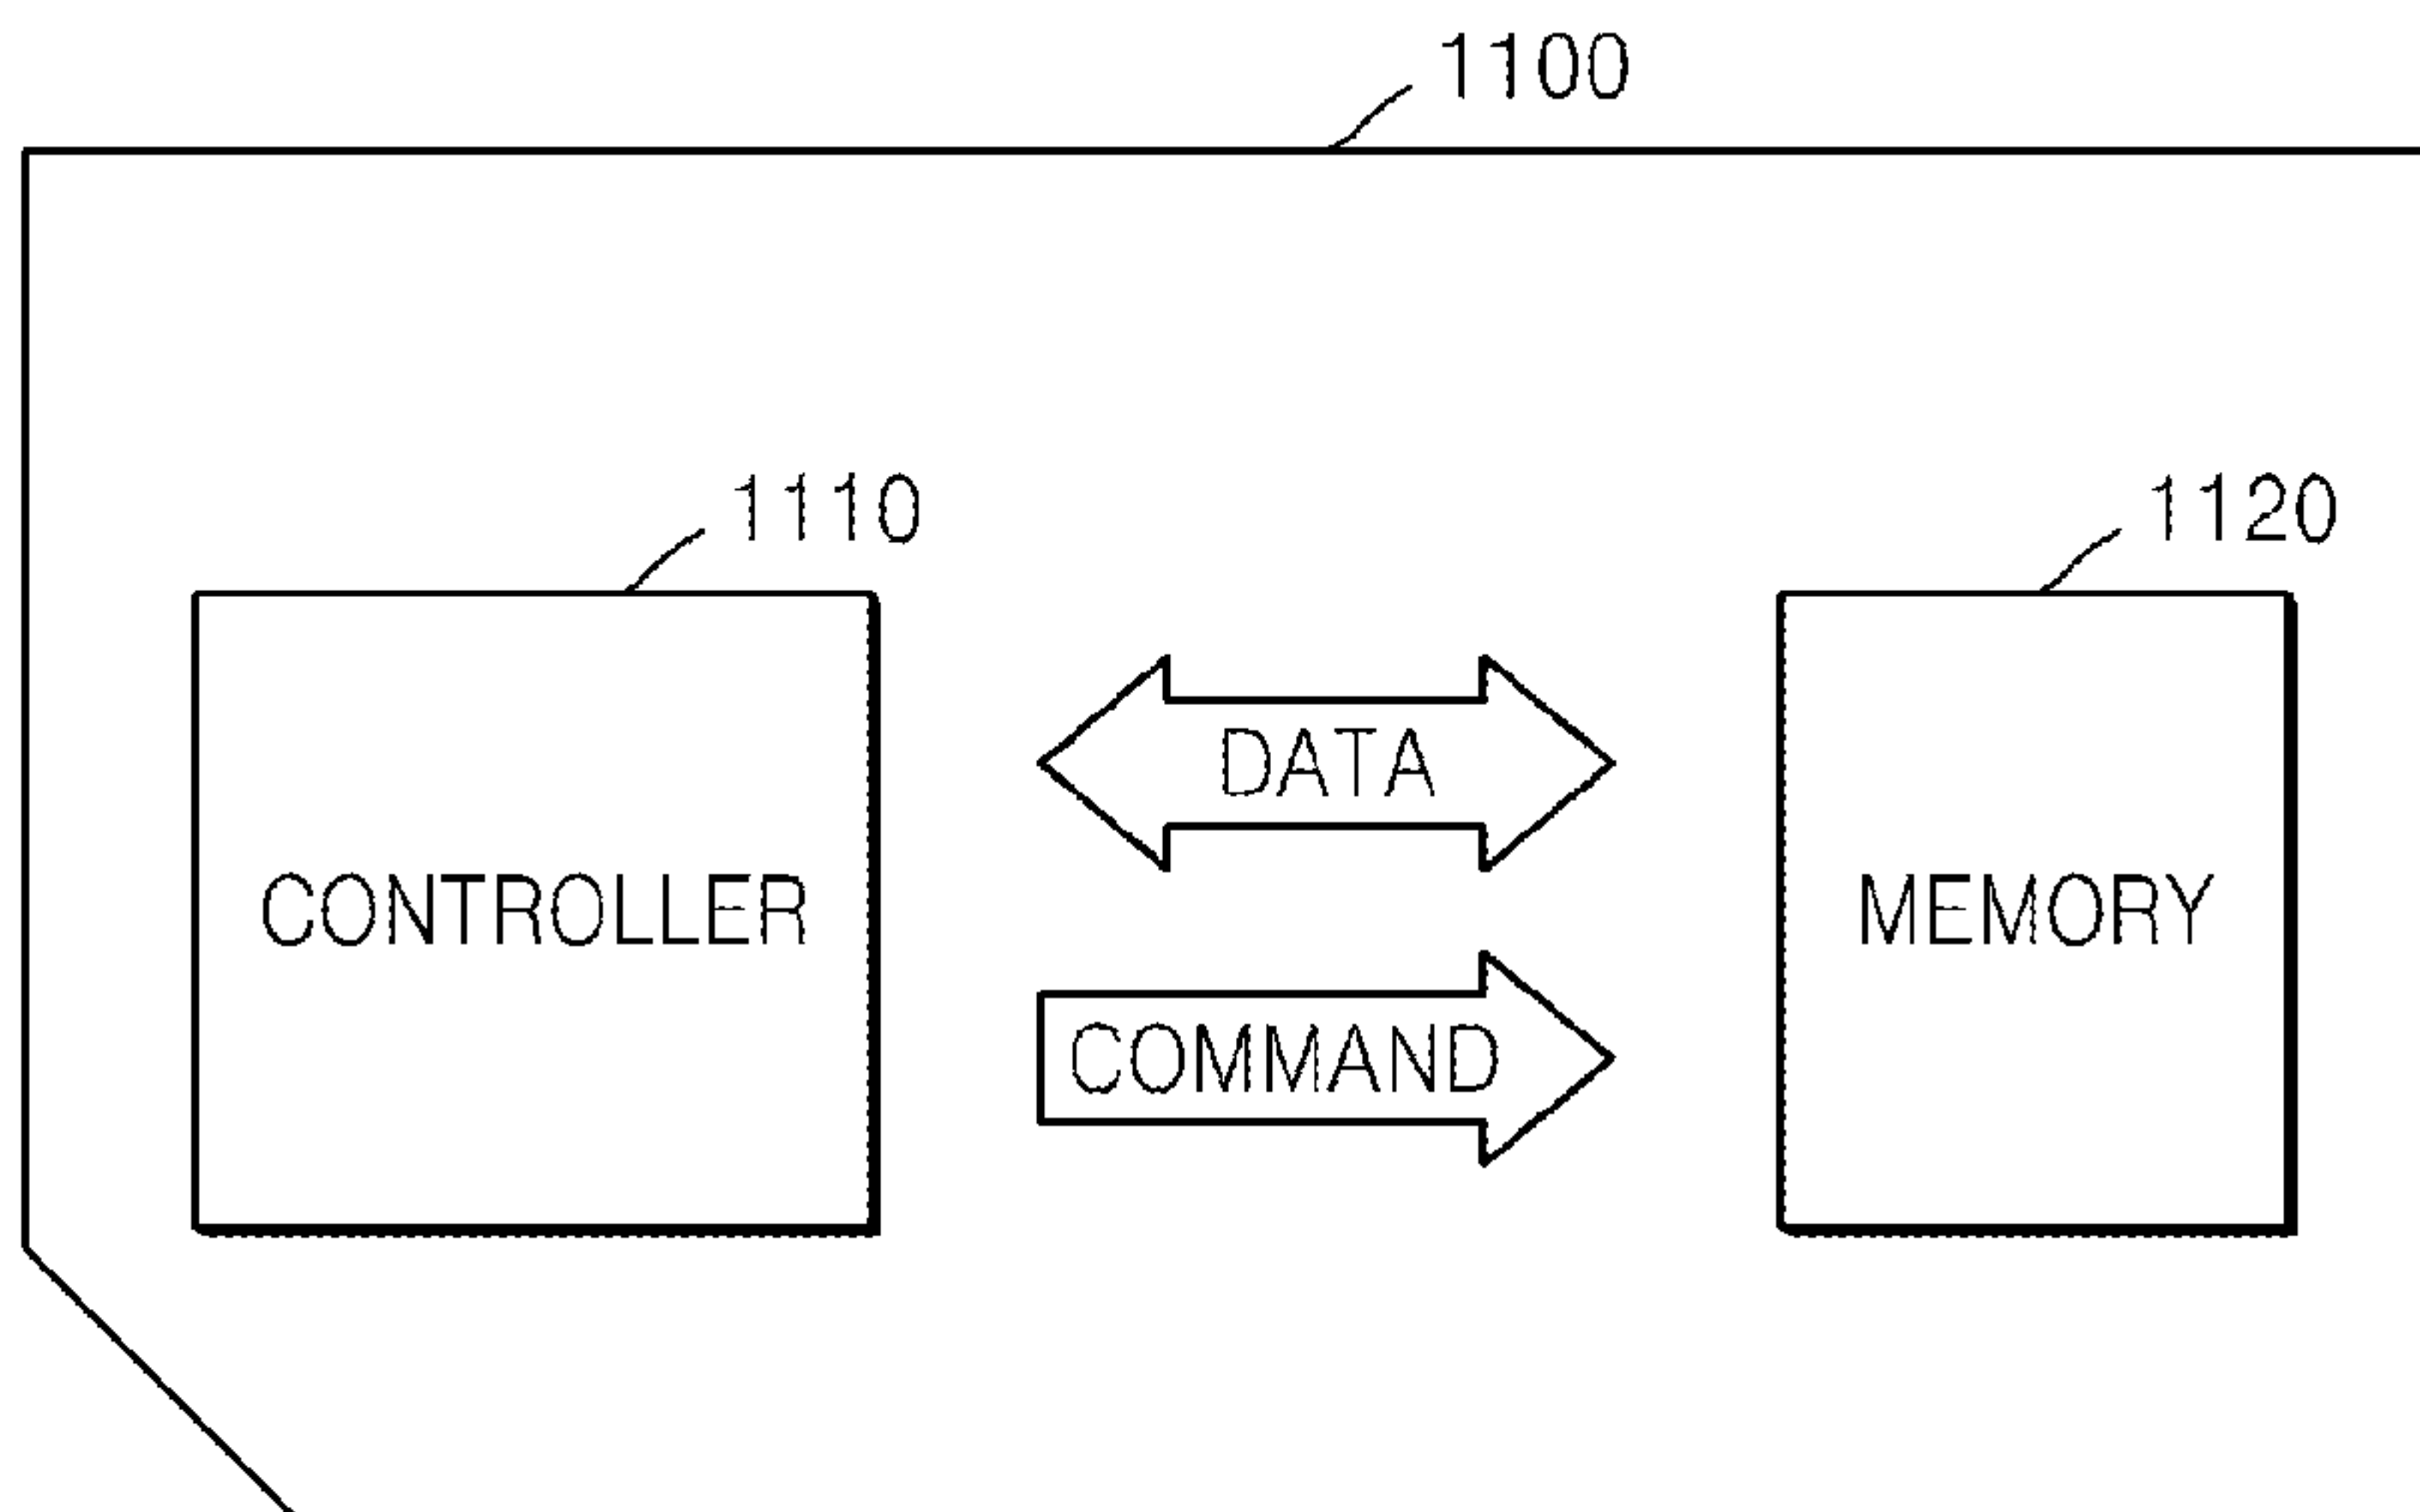 1100
1110
1120
DATA
CONTROLLER
MEMORY
COMMAND